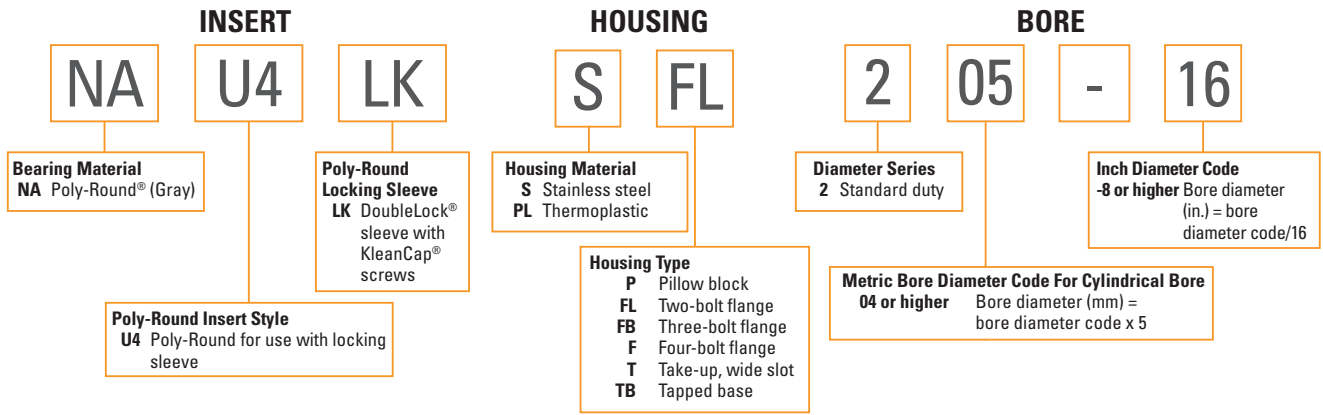 INSERT
HOUSING
BORE
NA
U4
LK
S
FL
2
05
-
16
Bearing Material
NA Poly-Round® (Gray)
Poly-Round Insert Style
U4 Poly-Round for use with locking
sleeve
Poly-Round
Locking Sleeve
LK DoubleLock®
sleeve with
KleanCap®
screws
Housing Material
S Stainless steel
PL Thermoplastic
Housing Type
P Pillow block
FL Two-bolt flange
FB Three-bolt flange
F Four-bolt flange
T Take-up, wide slot
TB Tapped base
Diameter Series
2 Standard duty
Metric Bore Diameter Code For Cylindrical Bore
04 or higher Bore diameter (mm) =
bore diameter code x 5
Inch Diameter Code
-8 or higher Bore diameter
(in.) = bore
diameter code/16